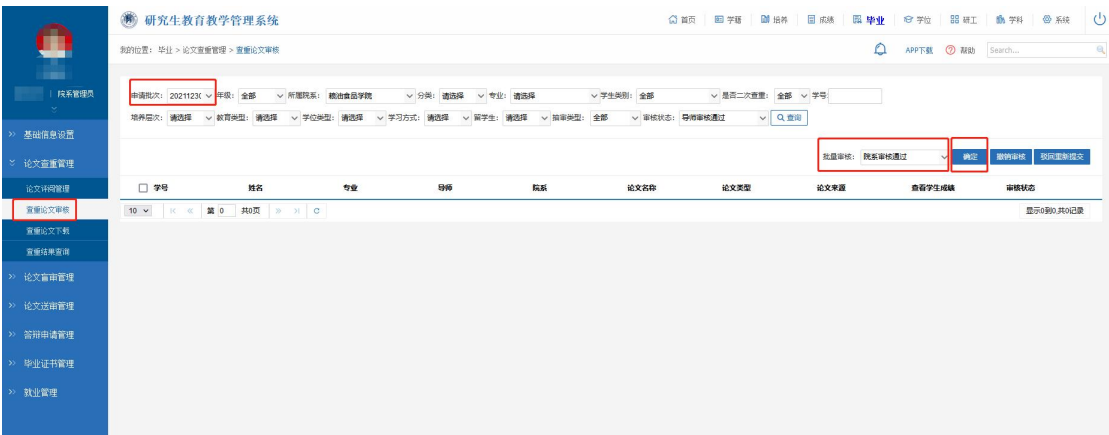 研究生教育教学管理系统
首页 学籍 培养 成绩 毕业 学位 研工 学科 系统
院系管理员
我的位置: 毕业 > 论文查重管理 > 查重论文审核
APP下载 帮助 Search...
申请批次: 2021123( 年级: 全部 所属院系: 粮油食品学院 分类: 请选择 专业: 请选择 学生类别: 全部 是否二次查重: 全部 学号:
培养层次: 请选择 教育类型: 请选择 学位类型: 请选择 学习方式: 请选择 留学生: 请选择 抽审类型: 全部 审核状态: 导师审核通过 查询
批量审核: 院系审核通过 确定 撤销审核 驳回重新提交
学号 姓名 专业 导师 院系 论文名称 论文类型 论文来源 查看学生成绩 审核状态
10 第 0 共0页 显示0到0,共0记录
基础信息设置
论文查重管理
论文评阅管理
查重论文审核
查重论文下载
查重结果查询
论文盲审管理
论文送审管理
答辩申请管理
毕业证书管理
就业管理